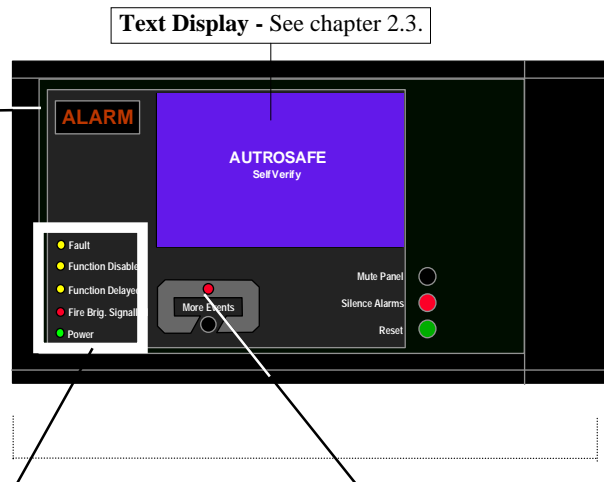 Text Display - See chapter 2.3.
ALARM
AUTROSAFE
SelfVerify
Fault
Function Disable
Function Delayed
Fire Brig. Signalled
Power
More Events
Mute Panel
Silence Alarms
Reset